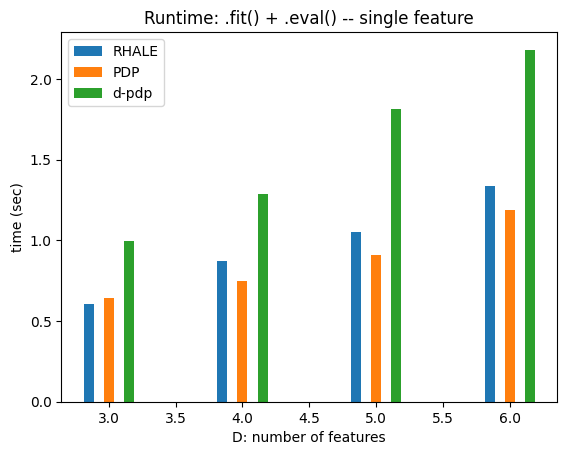 Runtime: .fit() + .eval() -- single feature
RHALE
PDP
d-pdp
time (sec)
2.0
1.5
1.0
0.5
0.0
3.0 3.5 4.0 4.5 5.0 5.5 6.0
D: number of features